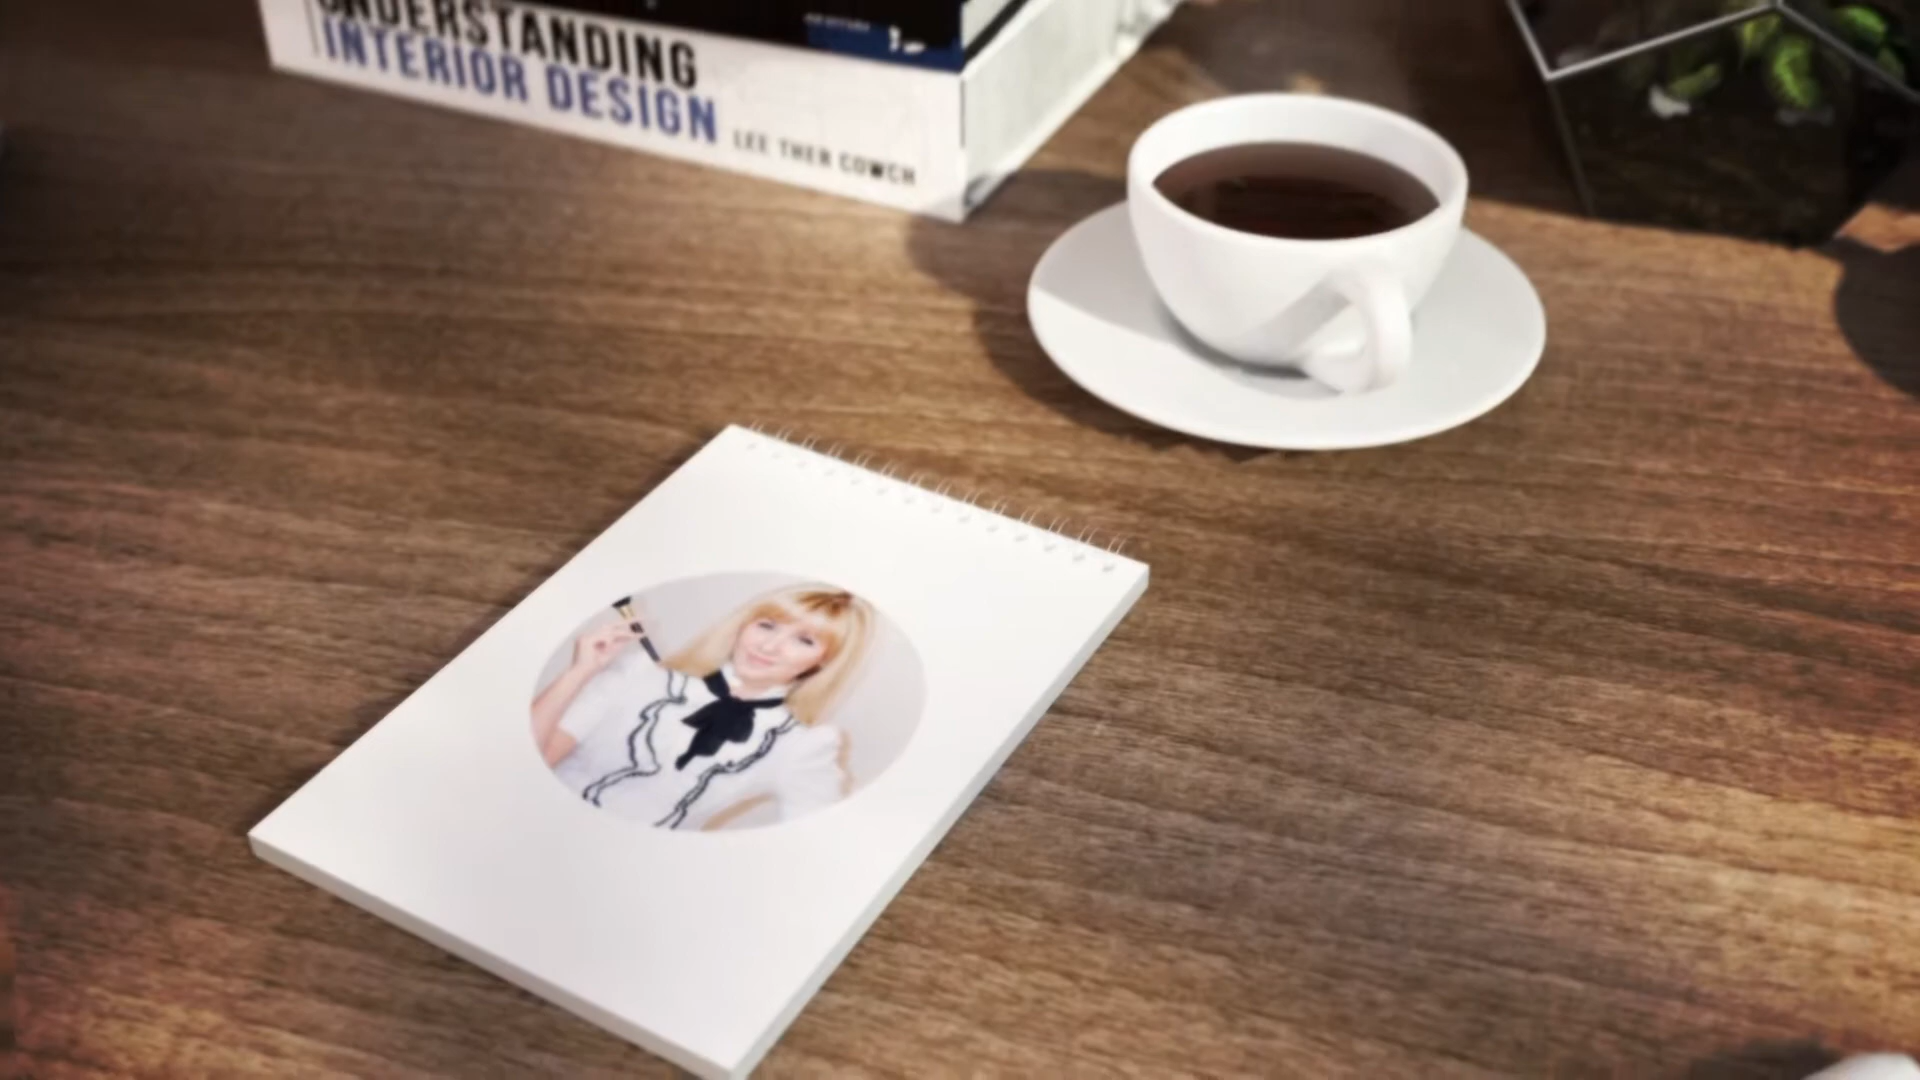 UNDERSTANDING
INTERIOR DESIGN
LEE THER COWCH